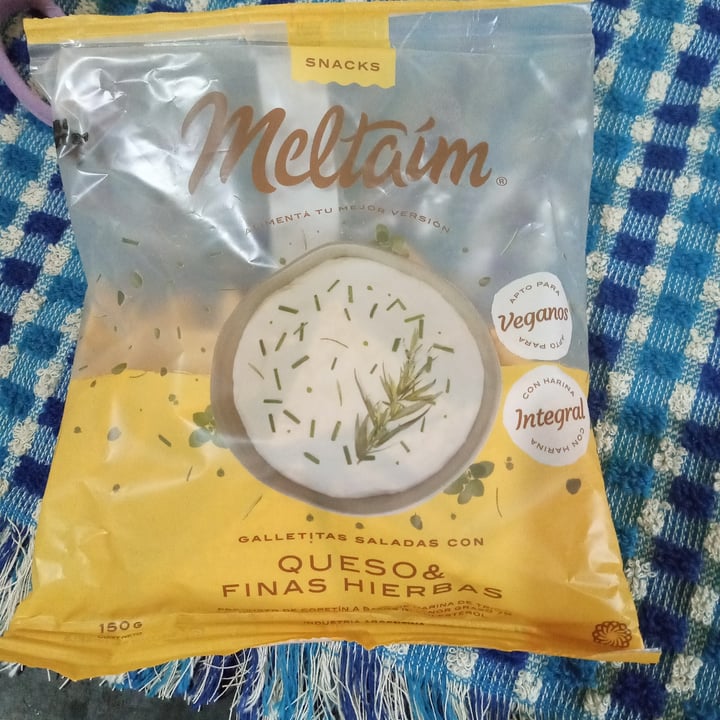 SNACKS
Meltaím®
ALIMENTÁ TU MEJOR VERSIÓN
APTO PARA
Veganos
APTO PARA
CON HARINA
Integral
CON HARINA
GALLETITAS SALADAS CON
QUESO &
FINAS HIERBAS
150G
INDUSTRIA ARGENTINA